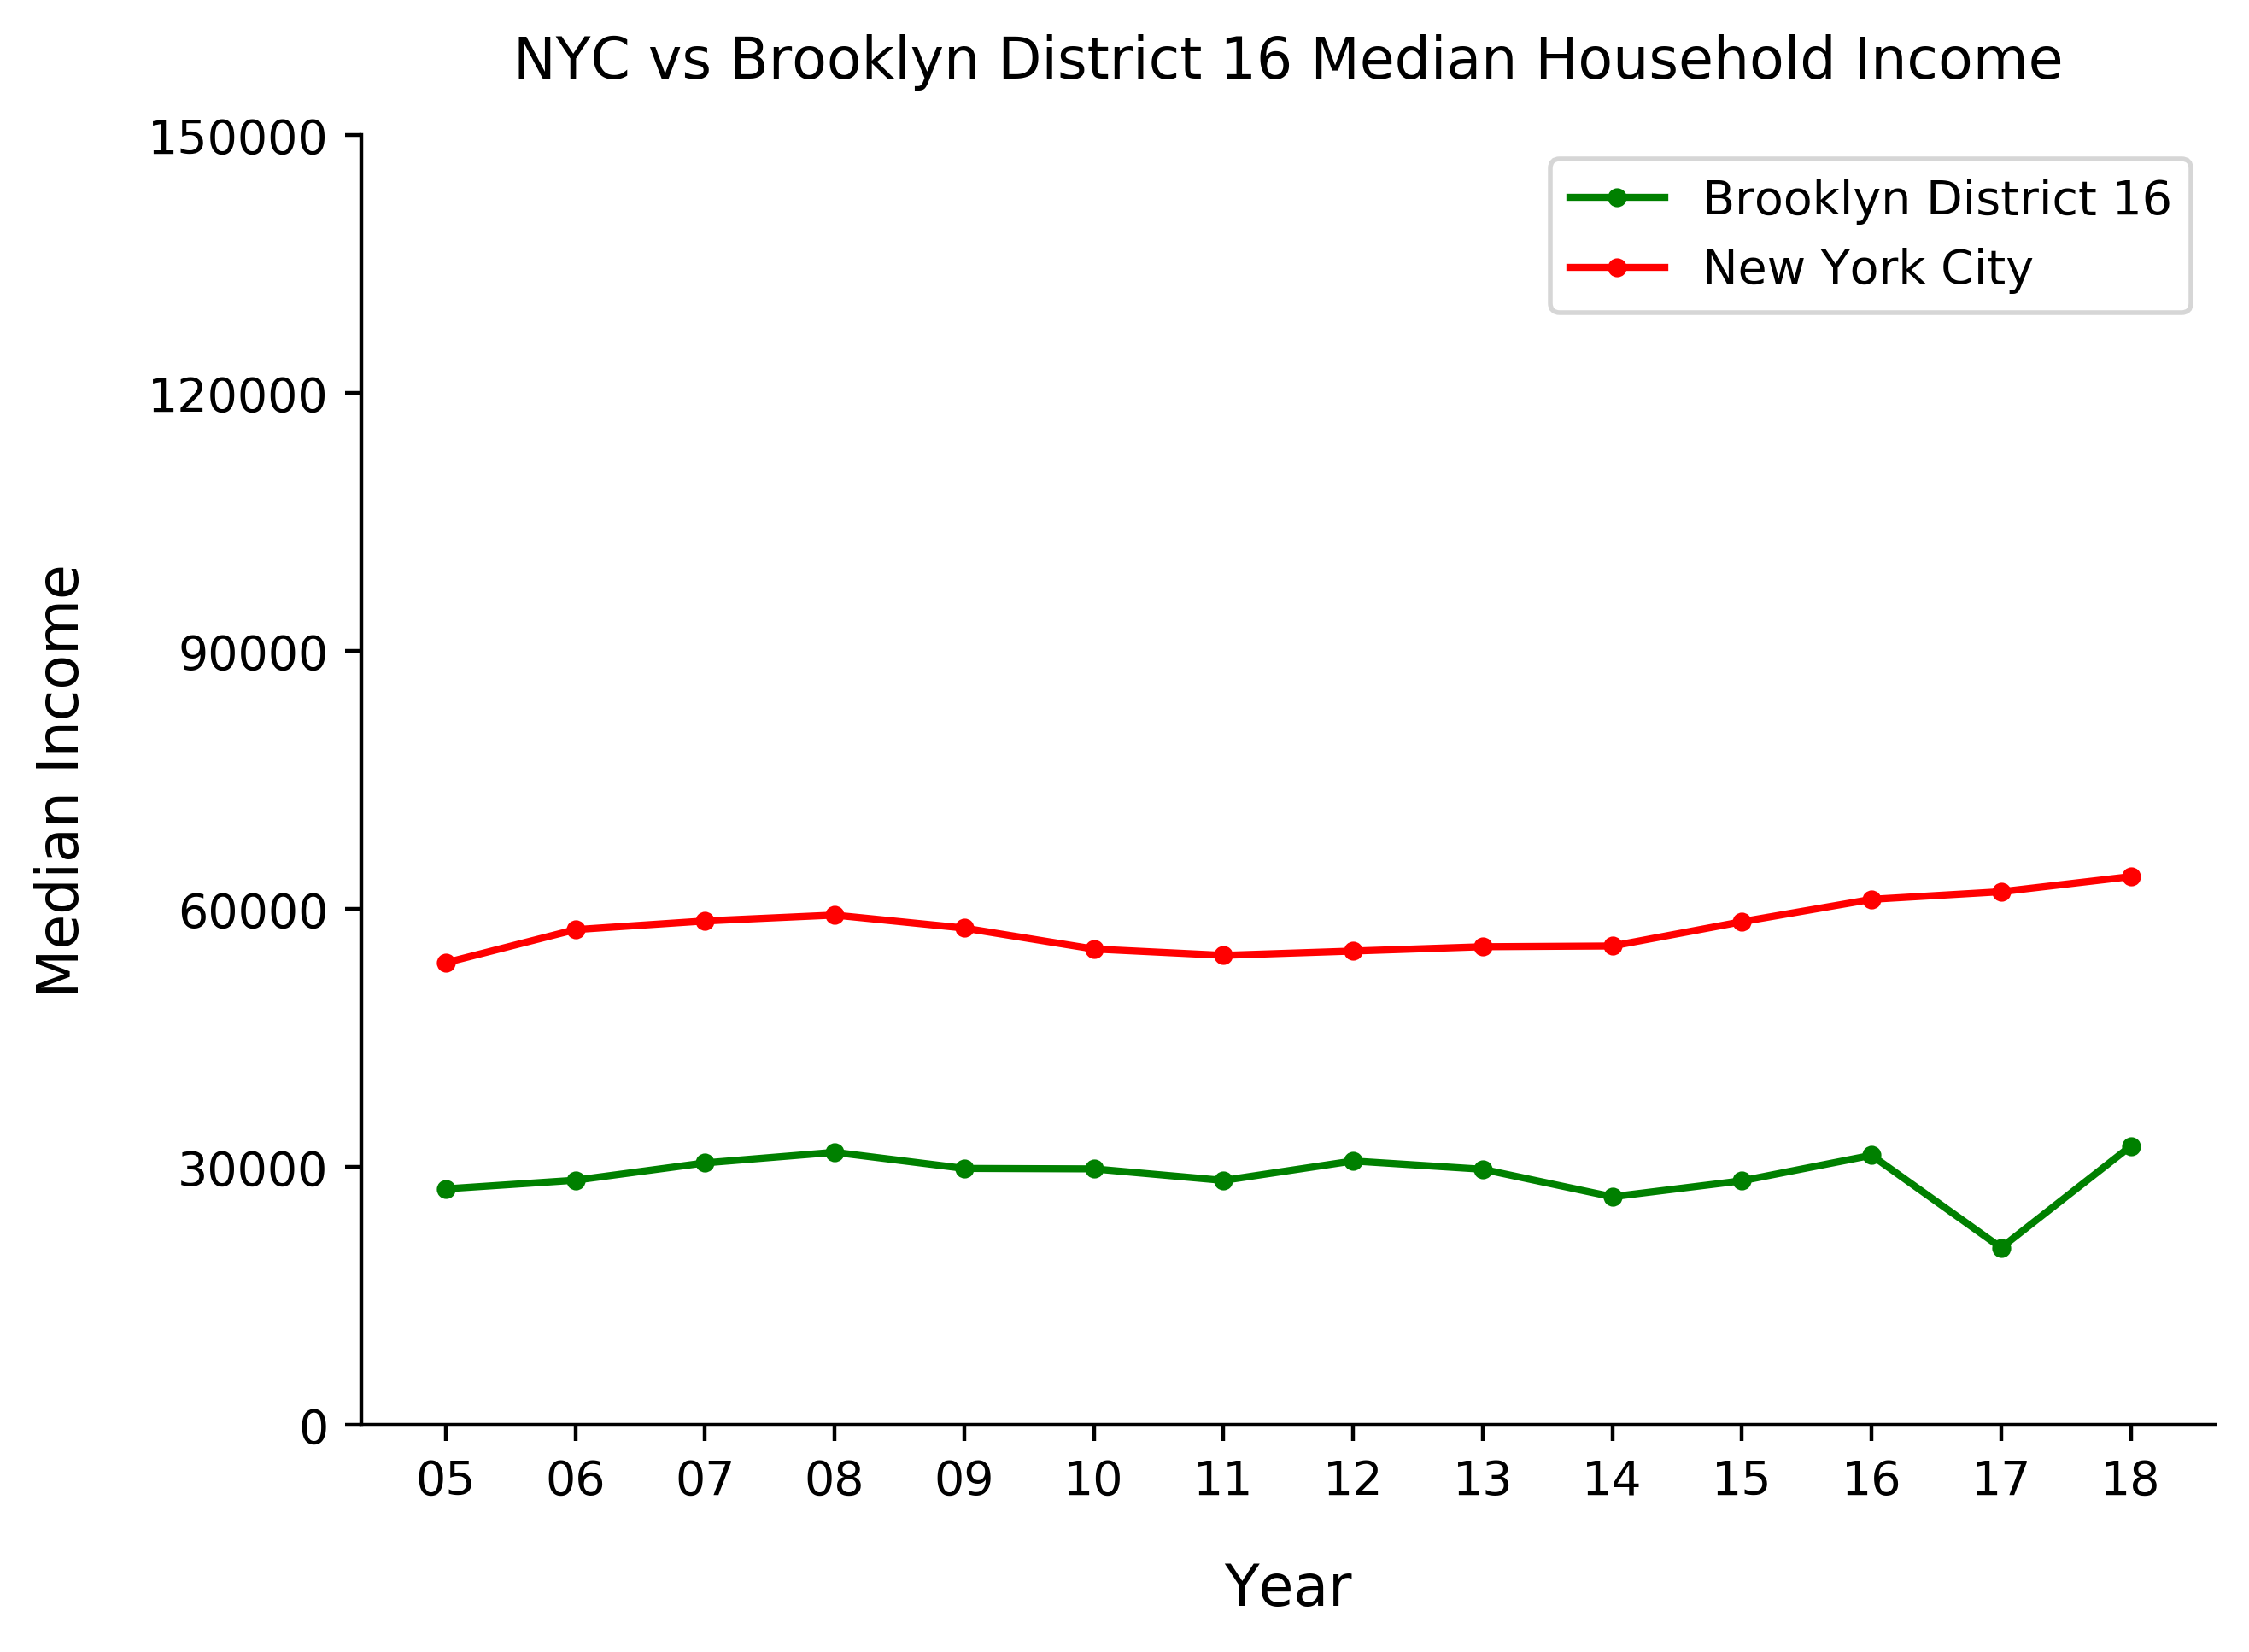 NYC vs Brooklyn District 16 Median Household Income
150000
120000
90000
60000
30000
0
Median Income
Brooklyn District 16
New York City
05 06 07 08 09 10 11 12 13 14 15 16 17 18
Year